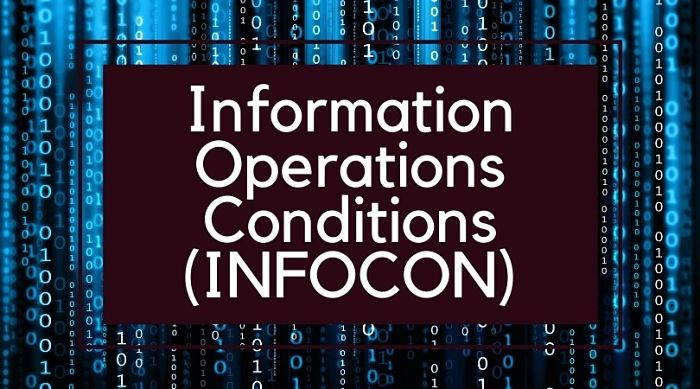 Information
Operations
Conditions
(INFOCON)